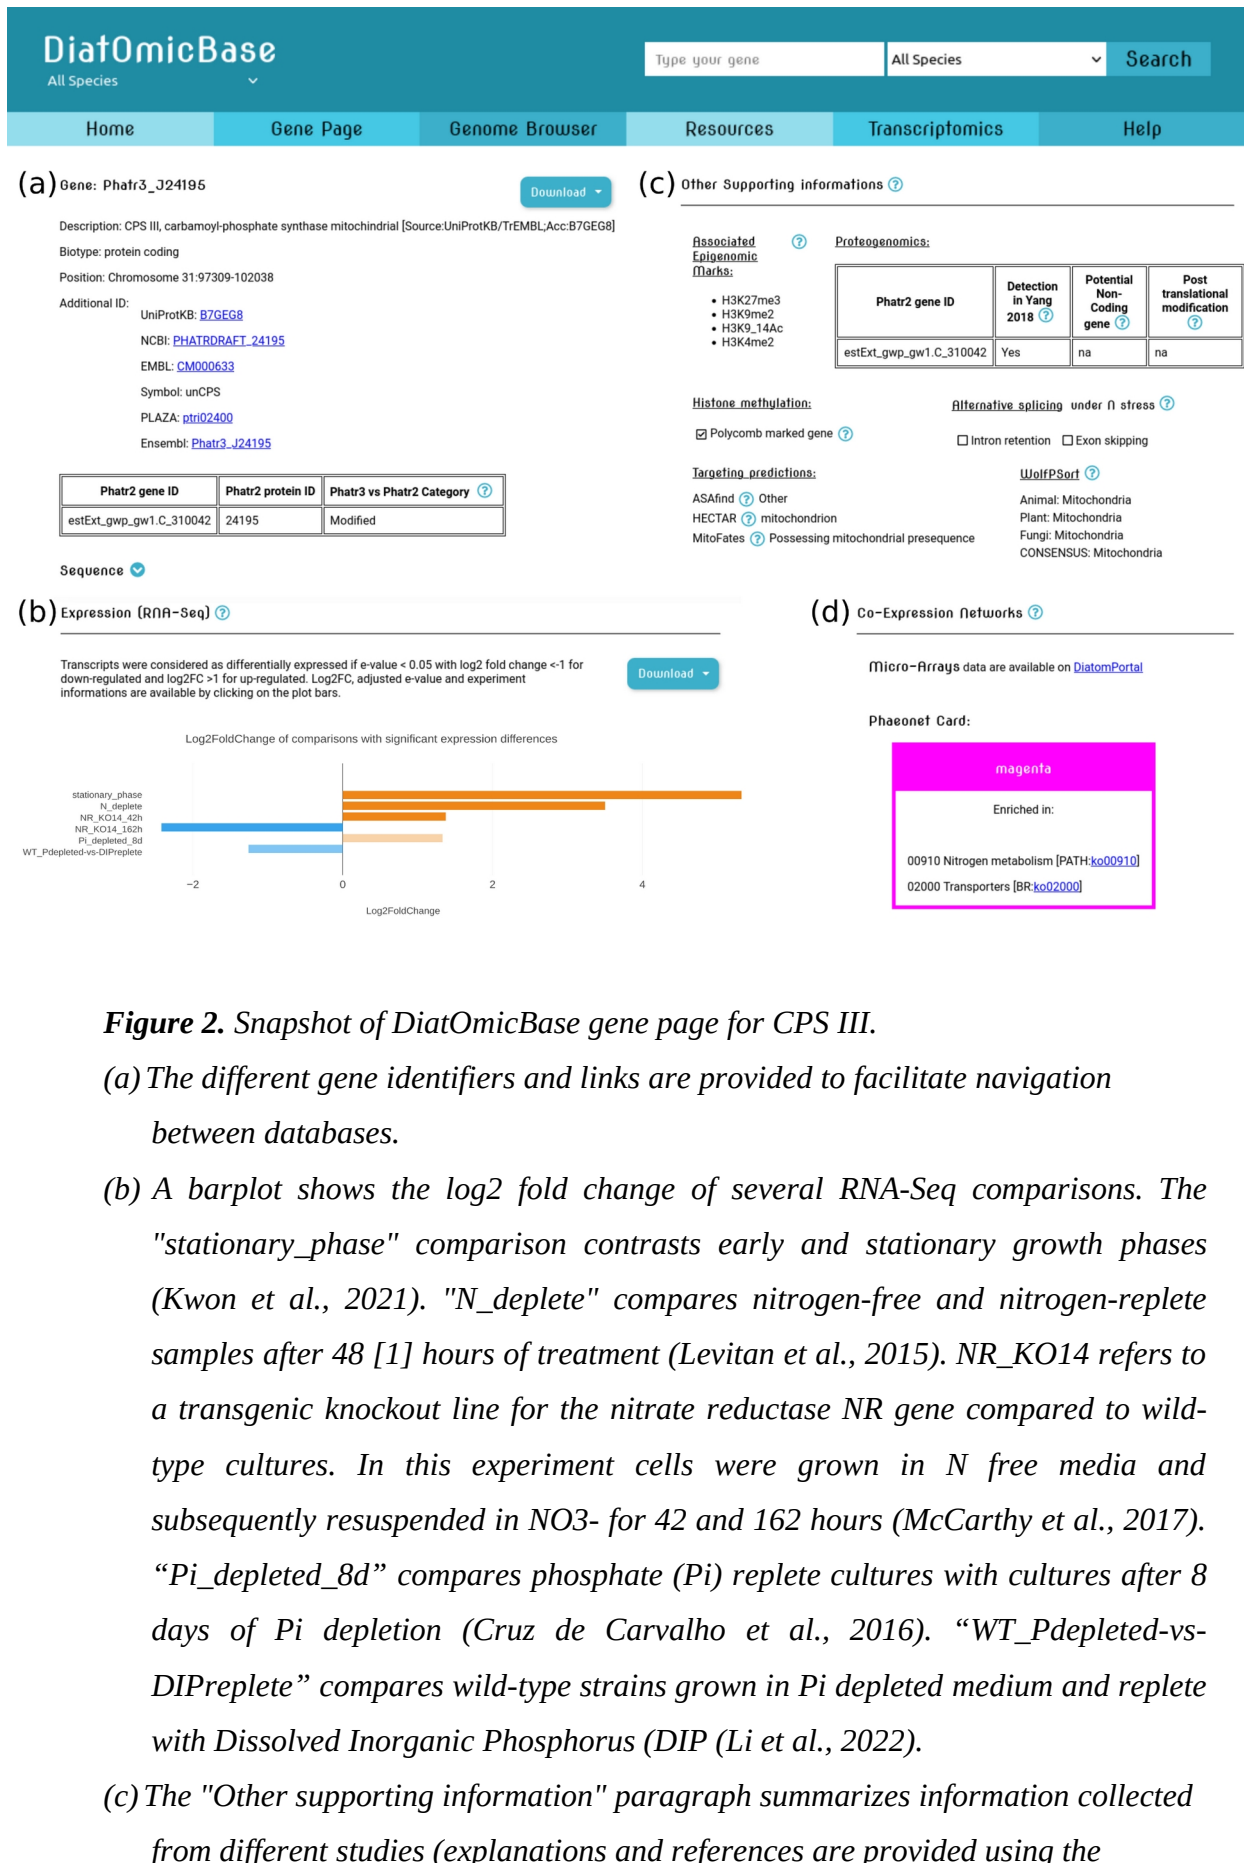 DiatOmicBase
All Species
Type your gene
All Species
Search
Home
Gene Page
Genome Browser
Resources
Transcriptomics
Help
(a) Gene: Phatr3_J24195
Download
Description: CPS III, carbamoyl-phosphate synthase mitochindrial [Source:UniProtKB/TrEMBL;Acc:B7GEG8]
Biotype: protein coding
Position: Chromosome 31:97309-102038
Additional ID:
UniProtKB: B7GEG8
NCBI: PHATRDRAFT_24195
EMBL: CM000633
Symbol: unCPS
PLAZA: ptri02400
Ensembl: Phatr3_J24195
Phatr2 gene ID Phatr2 protein ID Phatr3 vs Phatr2 Category ?
estExt_gwp_gw1.C_310042 24195 Modified
Sequence
(c) Other Supporting informations ?
Associated ?
Epigenomic
Marks:
• H3K27me3
• H3K9me2
• H3K9_14Ac
• H3K4me2
Proteogenomics:
Phatr2 gene ID
Detection
in Yang
2018 ?
Potential
Non-
Coding
gene ?
Post
translational
modification
?
estExt_gwp_gw1.C_310042 Yes na na
Histone methylation:
Polycomb marked gene ?
Alternative splicing under N stress ?
Intron retention Exon skipping
Targeting predictions:
ASAfind ? Other
HECTAR ? mitochondrion
MitoFates ? Possessing mitochondrial presequence
WolfPSort ?
Animal: Mitochondria
Plant: Mitochondria
Fungi: Mitochondria
CONSENSUS: Mitochondria
(b) Expression (RNA-Seq) ?
Transcripts were considered as differentially expressed if e-value < 0.05 with log2 fold change <-1 for
down-regulated and log2FC >1 for up-regulated. Log2FC, adjusted e-value and experiment
informations are available by clicking on the plot bars.
Download
Log2FoldChange of comparisons with significant expression differences
stationary_phase
N_deplete
NR_KO14_42h
NR_KO14_162h
Pi_depleted_8d
WT_Pdepleted-vs-DIPreplete
−2 0 2 4
Log2FoldChange
(d) Co-Expression Networks ?
Micro-Arrays data are available on DiatomPortal
Phaeonet Card:
magenta
Enriched in:
00910 Nitrogen metabolism [PATH:ko00910]
02000 Transporters [BR:ko02000]
Figure 2. Snapshot of DiatOmicBase gene page for CPS III.
(a) The different gene identifiers and links are provided to facilitate navigation
between databases.
(b) A barplot shows the log2 fold change of several RNA-Seq comparisons. The
"stationary_phase" comparison contrasts early and stationary growth phases
(Kwon et al., 2021). "N_deplete" compares nitrogen-free and nitrogen-replete
samples after 48 [1] hours of treatment (Levitan et al., 2015). NR_KO14 refers to
a transgenic knockout line for the nitrate reductase NR gene compared to wild-
type cultures. In this experiment cells were grown in N free media and
subsequently resuspended in NO3- for 42 and 162 hours (McCarthy et al., 2017).
“Pi_depleted_8d” compares phosphate (Pi) replete cultures with cultures after 8
days of Pi depletion (Cruz de Carvalho et al., 2016). “WT_Pdepleted-vs-
DIPreplete” compares wild-type strains grown in Pi depleted medium and replete
with Dissolved Inorganic Phosphorus (DIP (Li et al., 2022).
(c) The "Other supporting information" paragraph summarizes information collected
from different studies (explanations and references are provided using the